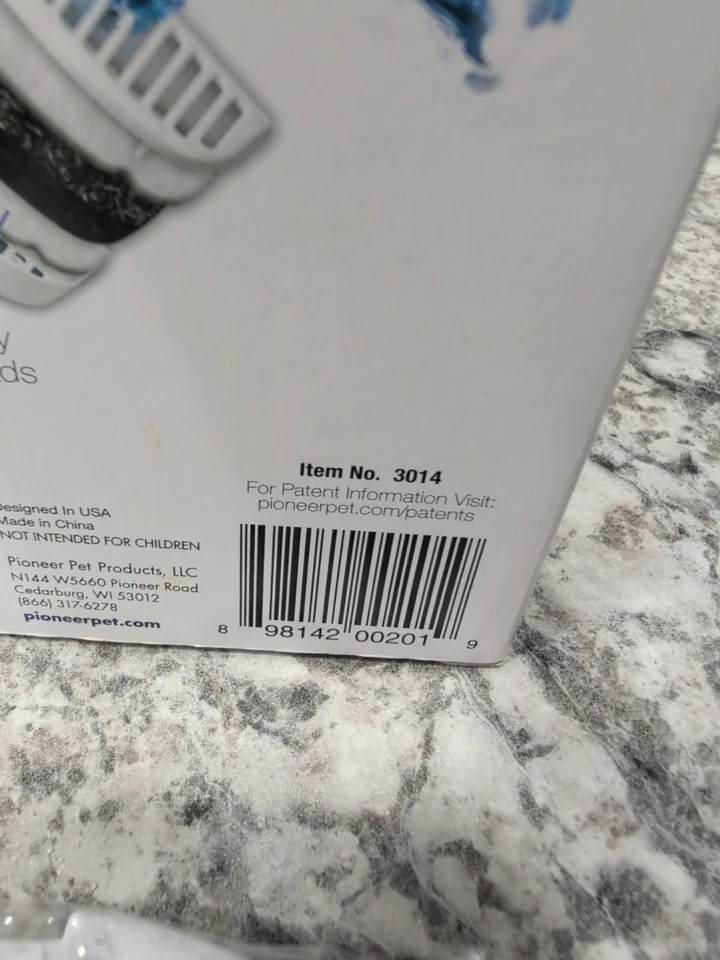 Item No. 3014
For Patent Information Visit:
pioneerpet.com/patents
Designed In USA
Made in China
NOT INTENDED FOR CHILDREN
Pioneer Pet Products, LLC
N144 W5660 Pioneer Road
Cedarburg, WI 53012
(866) 317-6278
pioneerpet.com
8 98142 00201 9